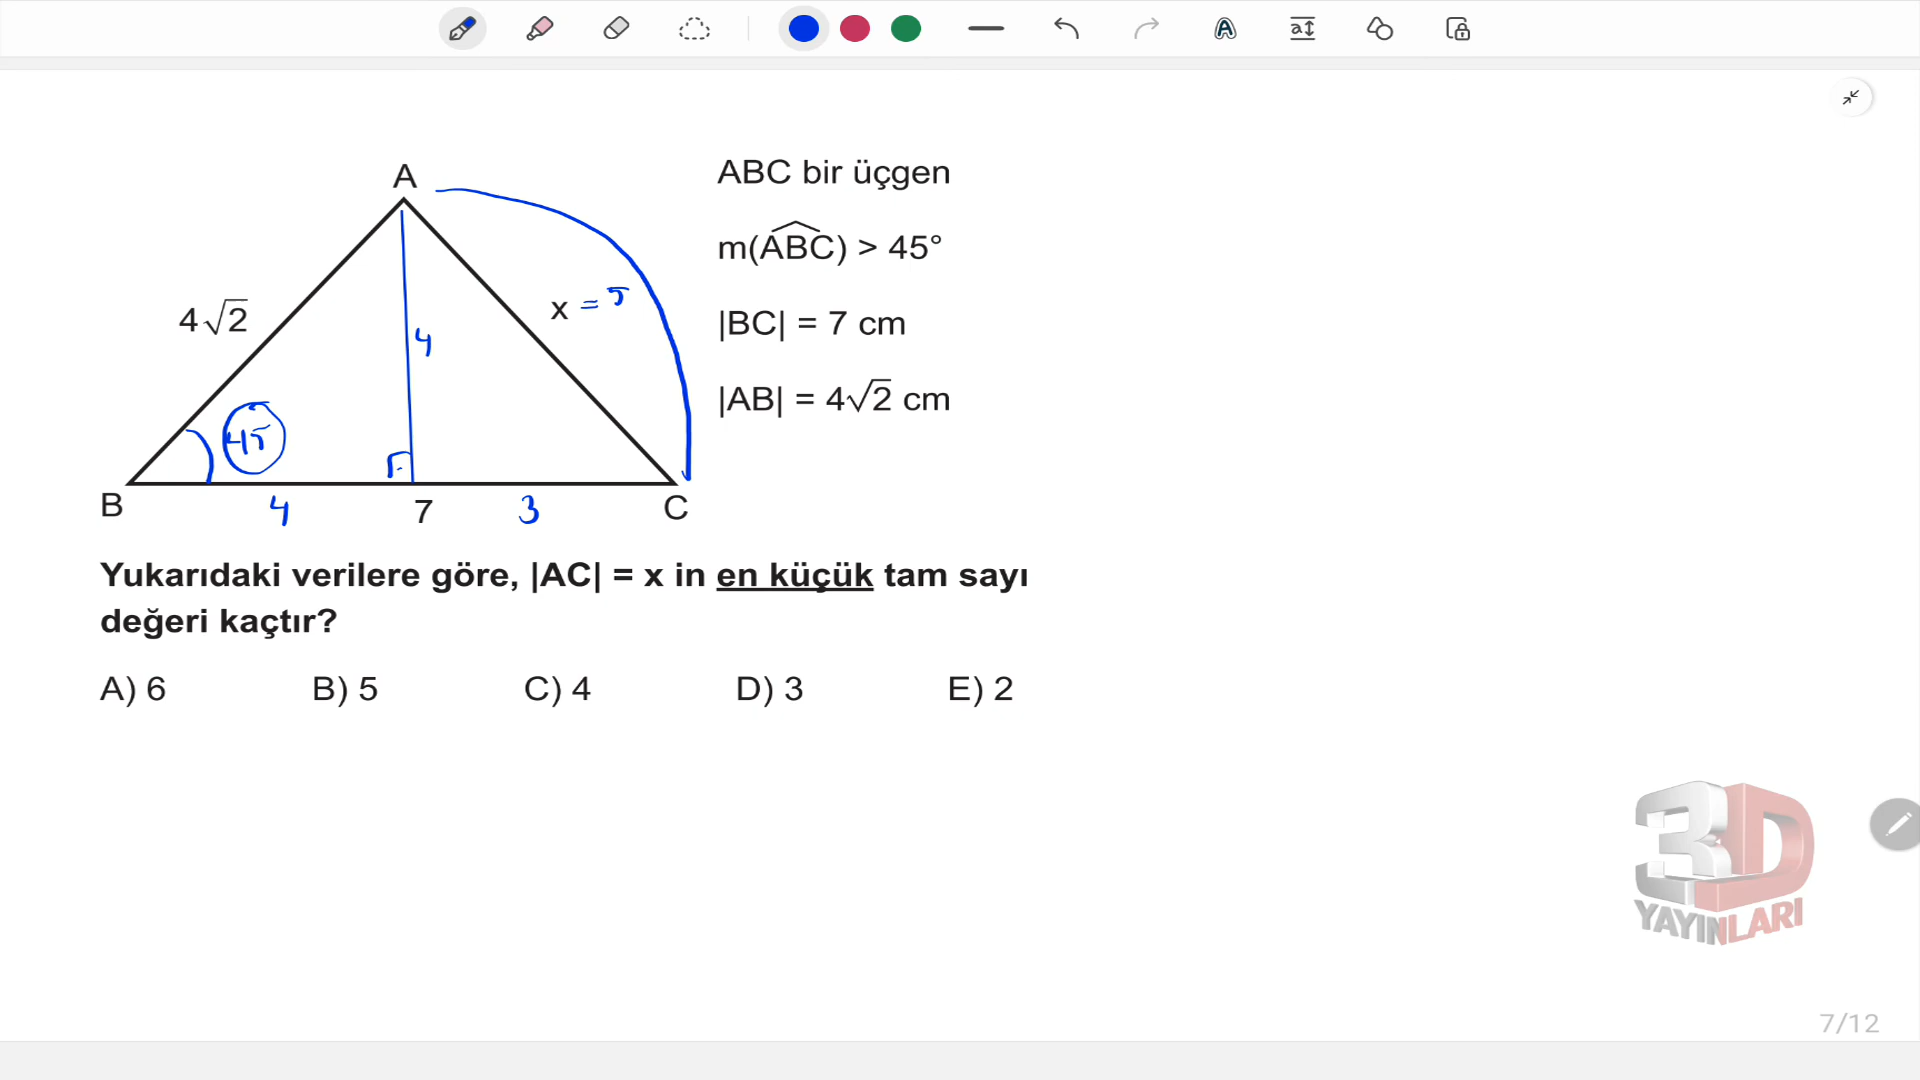 A
ABC bir üçgen
m(ABC) > 45°
4√2
x = 5
|BC| = 7 cm
4
|AB| = 4√2 cm
45
B
4
7
3
C
Yukarıdaki verilere göre, |AC| = x in en küçük tam sayı
değeri kaçtır?
A) 6 B) 5 C) 4 D) 3 E) 2
3D
YAYINLARI
7/12